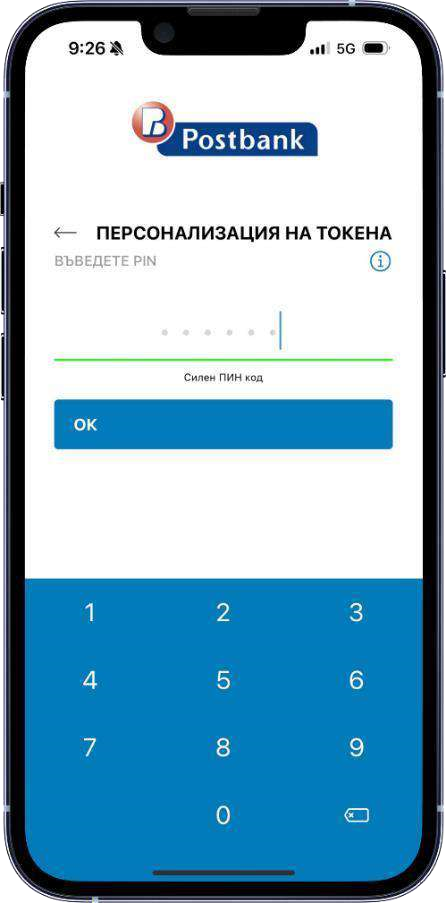 9:26
5G
Postbank
ПЕРСОНАЛИЗАЦИЯ НА ТОКЕНА
ВЪВЕДЕТЕ PIN
Силен ПИН код
ОК
1 2 3
4 5 6
7 8 9
0